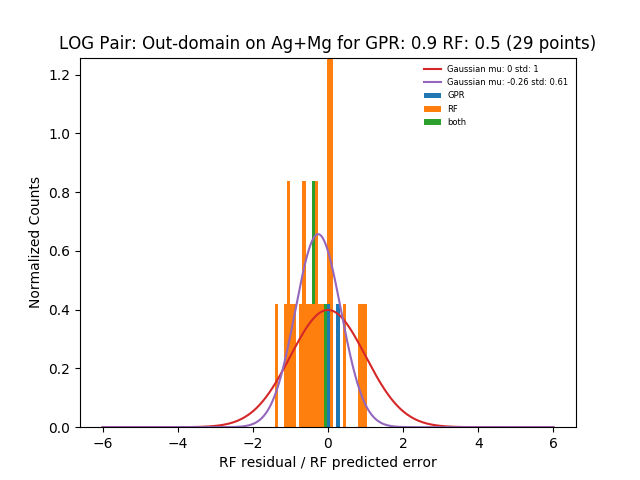 LOG Pair: Out-domain on Ag+Mg for GPR: 0.9 RF: 0.5 (29 points)
Gaussian mu: 0 std: 1
Gaussian mu: -0.26 std: 0.61
GPR
RF
both
Normalized Counts
1.2
1.0
0.8
0.6
0.4
0.2
0.0
−6 −4 −2 0 2 4 6
RF residual / RF predicted error